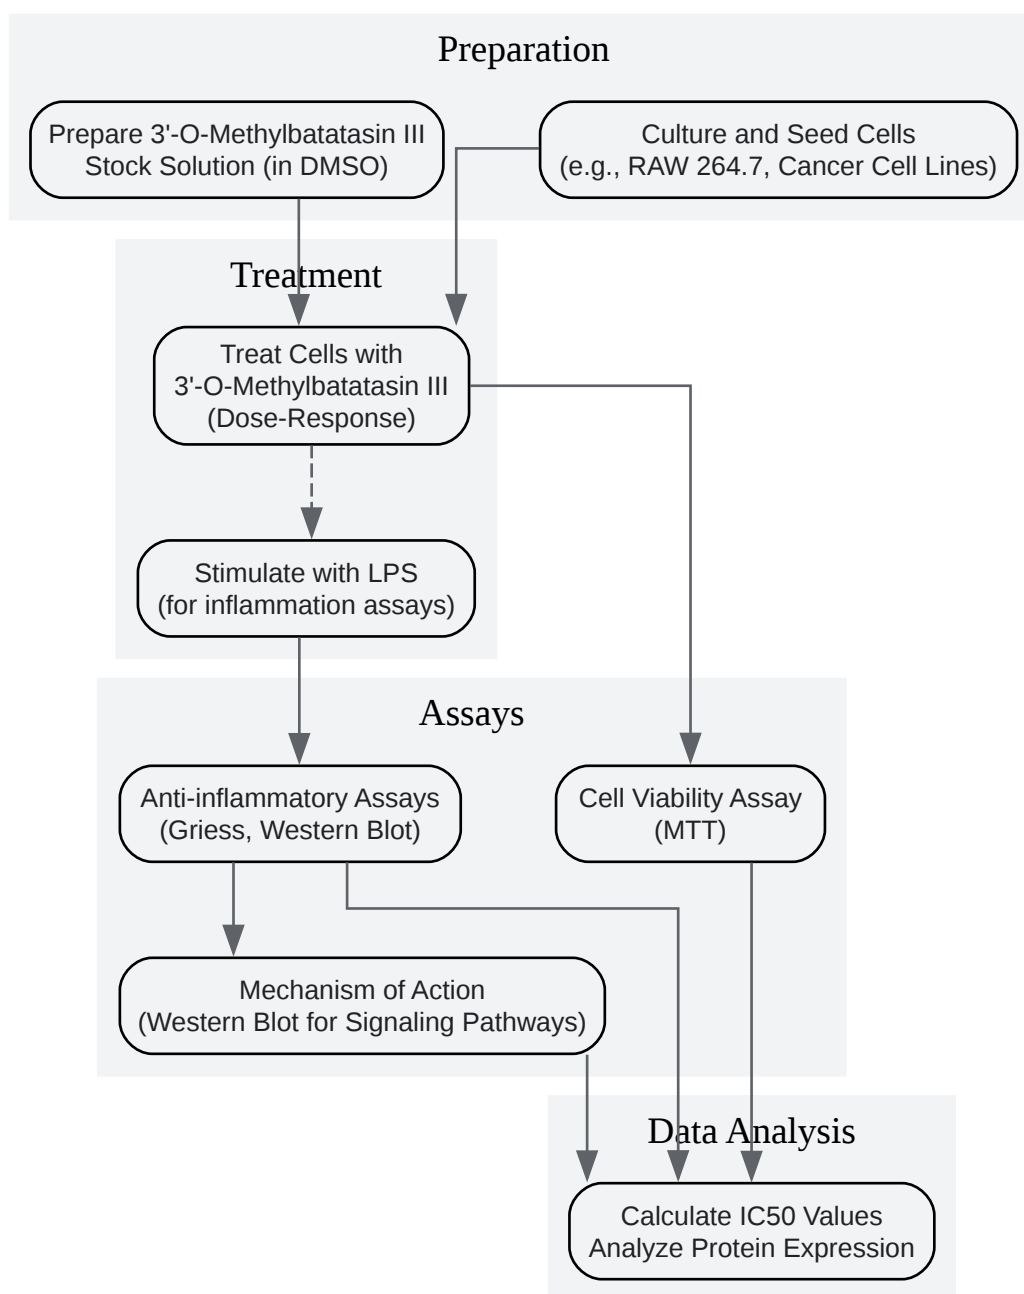 Preparation
Prepare 3'-O-Methylbatatasin III
Stock Solution (in DMSO)
Culture and Seed Cells
(e.g., RAW 264.7, Cancer Cell Lines)
Treatment
Treat Cells with
3'-O-Methylbatatasin III
(Dose-Response)
Stimulate with LPS
(for inflammation assays)
Assays
Anti-inflammatory Assays
(Griess, Western Blot)
Cell Viability Assay
(MTT)
Mechanism of Action
(Western Blot for Signaling Pathways)
Data Analysis
Calculate IC50 Values
Analyze Protein Expression